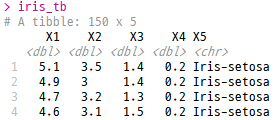 > iris_tb
# A tibble: 150 x 5
X1 X2 X3 X4 X5
<dbl> <dbl> <dbl> <dbl> <chr>
1 5.1 3.5 1.4 0.2 Iris-setosa
2 4.9 3 1.4 0.2 Iris-setosa
3 4.7 3.2 1.3 0.2 Iris-setosa
4 4.6 3.1 1.5 0.2 Iris-setosa